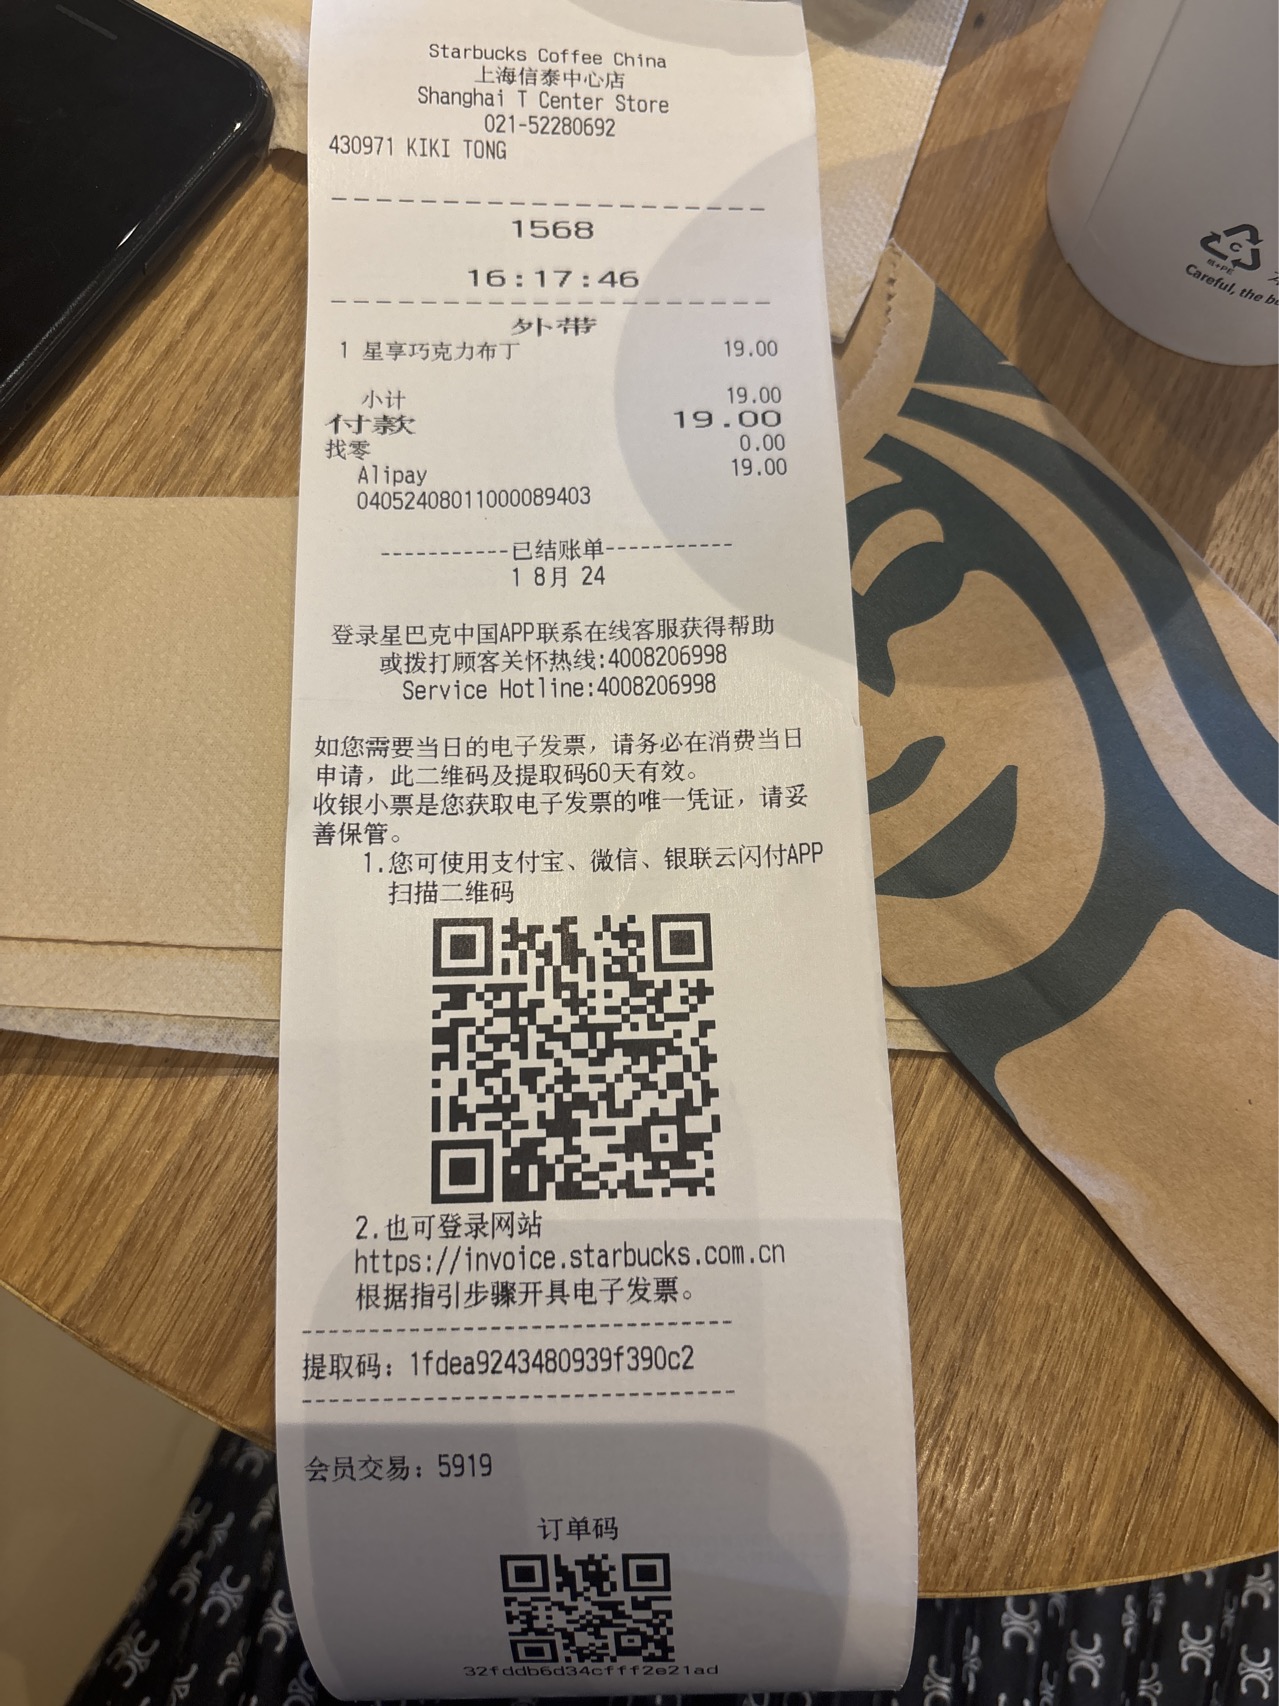 Starbucks Coffee China
上海信泰中心店
Shanghai T Center Store
021-52280692
430971 KIKI TONG
1568
16:17:46
外带
1 星享巧克力布丁 19.00
小计 19.00
付款 19.00
找零 0.00
Alipay 19.00
04052408011000089403
-----------已结账单-----------
1 8月 24
登录星巴克中国APP联系在线客服获得帮助
或拨打顾客关怀热线:4008206998
Service Hotline:4008206998
如您需要当日的电子发票，请务必在消费当日
申请，此二维码及提取码60天有效。
收银小票是您获取电子发票的唯一凭证，请妥
善保管。
1.您可使用支付宝、微信、银联云闪付APP
扫描二维码
2.也可登录网站
https://invoice.starbucks.com.cn
根据指引步骤开具电子发票。
提取码：1fdea9243480939f390c2
会员交易：5919
订单码
32fddb6d34cfff2e21ad
Careful, the